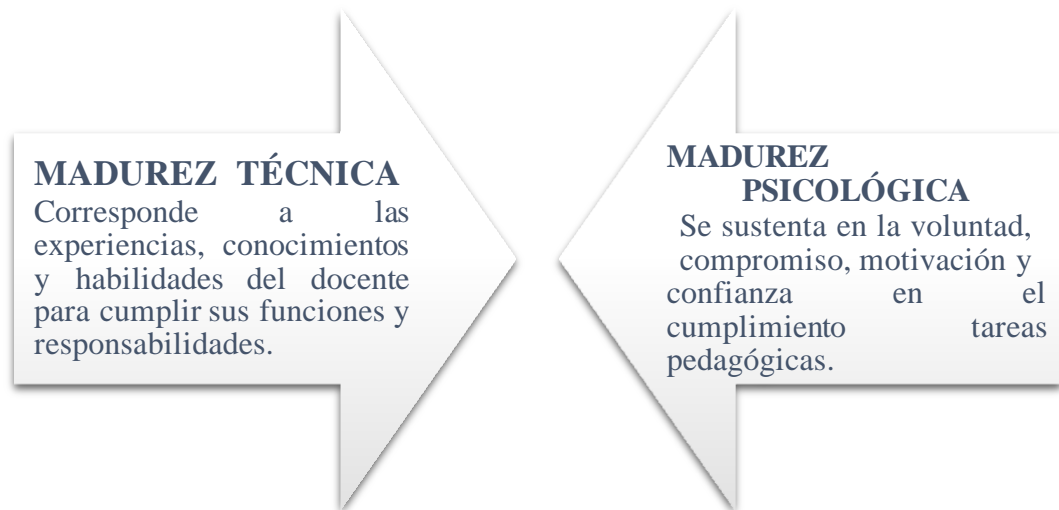 MADUREZ TÉCNICA
Corresponde a las
experiencias, conocimientos
y habilidades del docente
para cumplir sus funciones y
responsabilidades.
MADUREZ
PSICOLÓGICA
Se sustenta en la voluntad,
compromiso, motivación y
confianza en el
cumplimiento tareas
pedagógicas.